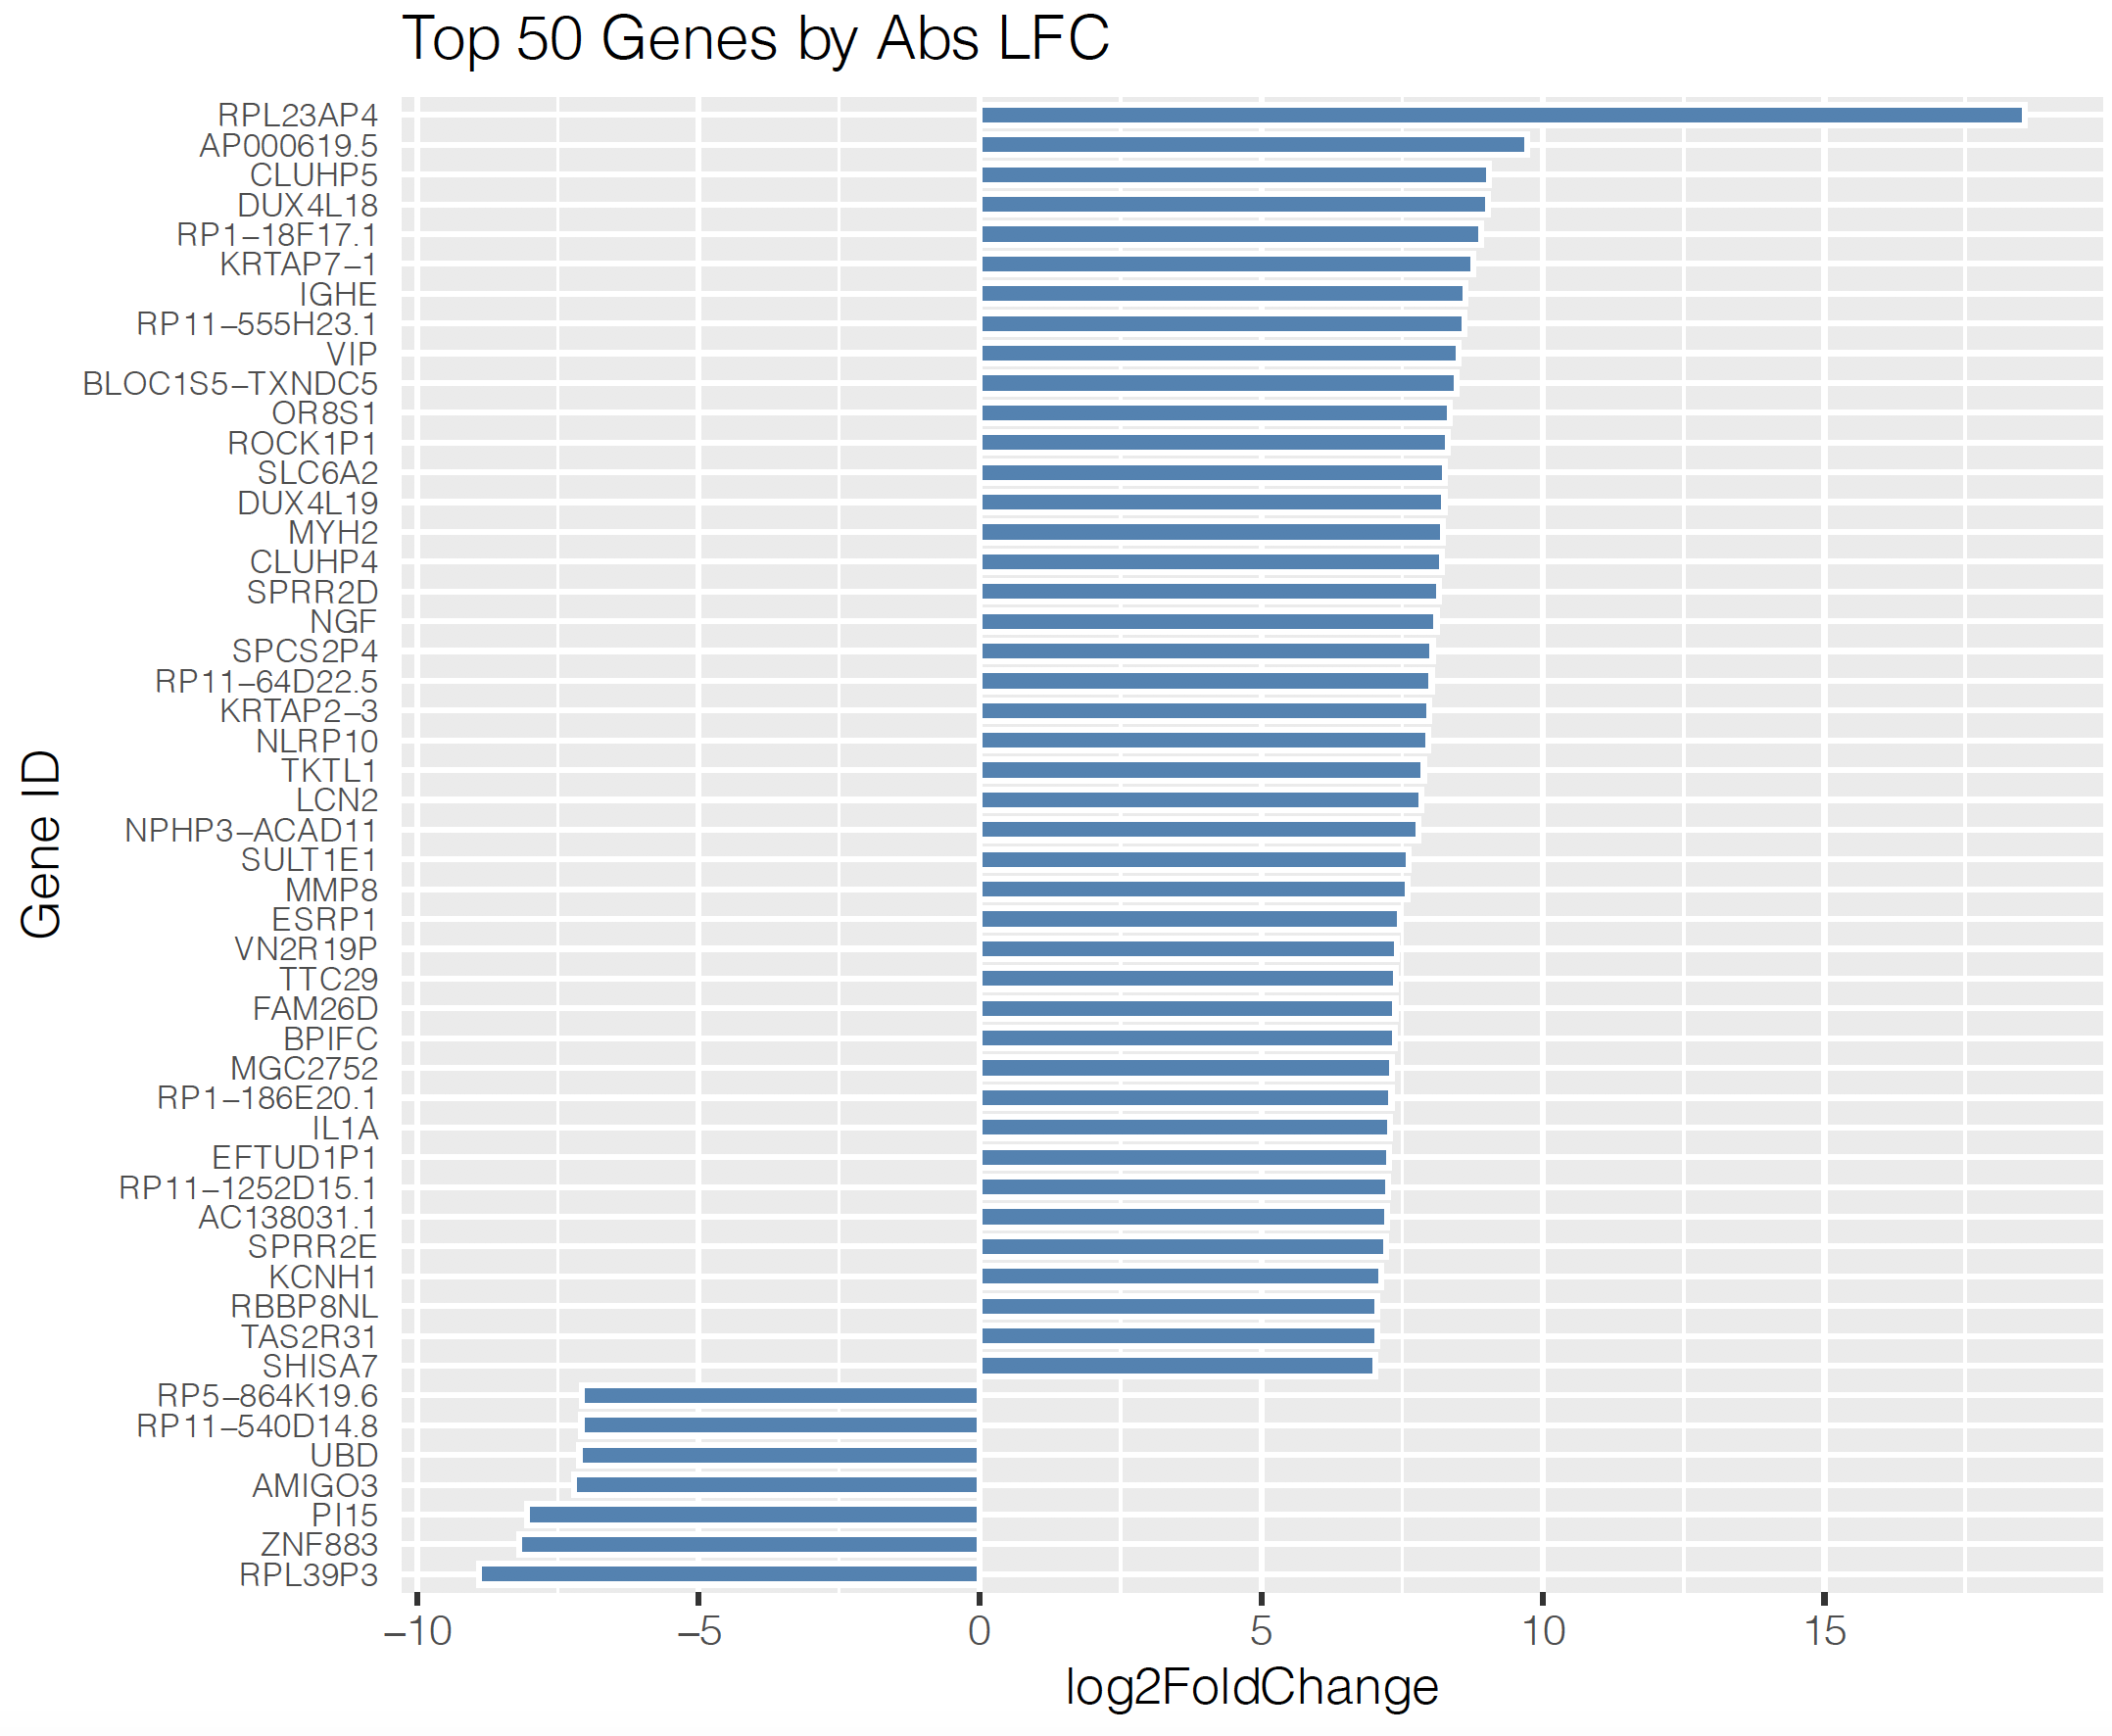 Top 50 Genes by Abs LFC
RPL23AP4
AP000619.5
CLUHP5
DUX4L18
RP1−18F17.1
KRTAP7−1
IGHE
RP11−555H23.1
VIP
BLOC1S5−TXNDC5
OR8S1
ROCK1P1
SLC6A2
DUX4L19
MYH2
CLUHP4
SPRR2D
NGF
SPCS2P4
RP11−64D22.5
KRTAP2−3
NLRP10
TKTL1
LCN2
NPHP3−ACAD11
SULT1E1
MMP8
ESRP1
VN2R19P
TTC29
FAM26D
BPIFC
MGC2752
RP1−186E20.1
IL1A
EFTUD1P1
RP11−1252D15.1
AC138031.1
SPRR2E
KCNH1
RBBP8NL
TAS2R31
SHISA7
RP5−864K19.6
RP11−540D14.8
UBD
AMIGO3
PI15
ZNF883
RPL39P3
Gene ID
−10 −5 0 5 10 15
log2FoldChange